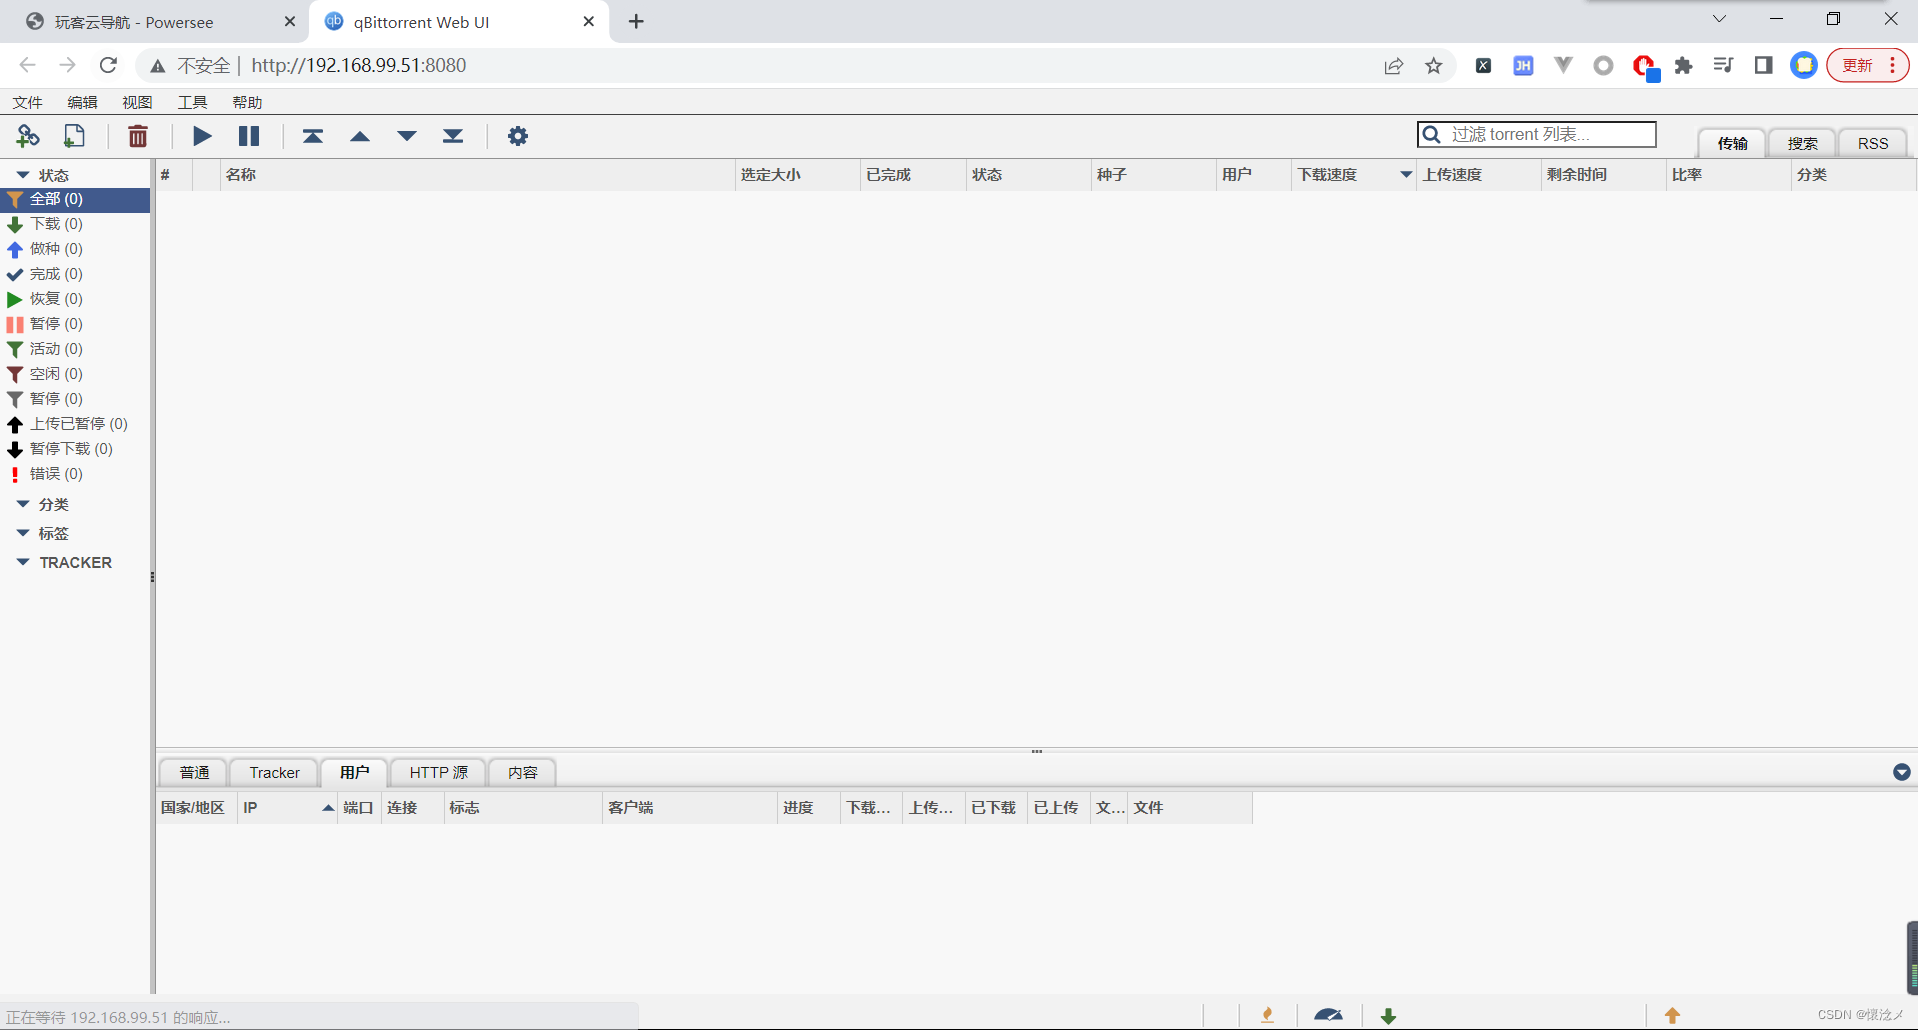 玩客云导航 - Powersee
qBittorrent Web UI
不安全 | http://192.168.99.51:8080
更新
文件 编辑 视图 工具 帮助
过滤 torrent 列表...
传输 搜索 RSS
状态
全部 (0)
下载 (0)
做种 (0)
完成 (0)
恢复 (0)
暂停 (0)
活动 (0)
空闲 (0)
暂停 (0)
上传已暂停 (0)
暂停下载 (0)
错误 (0)
分类
标签
TRACKER
# 名称 选定大小 已完成 状态 种子 用户 下载速度 上传速度 剩余时间 比率 分类
普通 Tracker 用户 HTTP 源 内容
国家/地区 IP 端口 连接 标志 客户端 进度 下载... 上传... 已下载 已上传 文... 文件
正在等待 192.168.99.51 的响应...
CSDN @懷淰メ